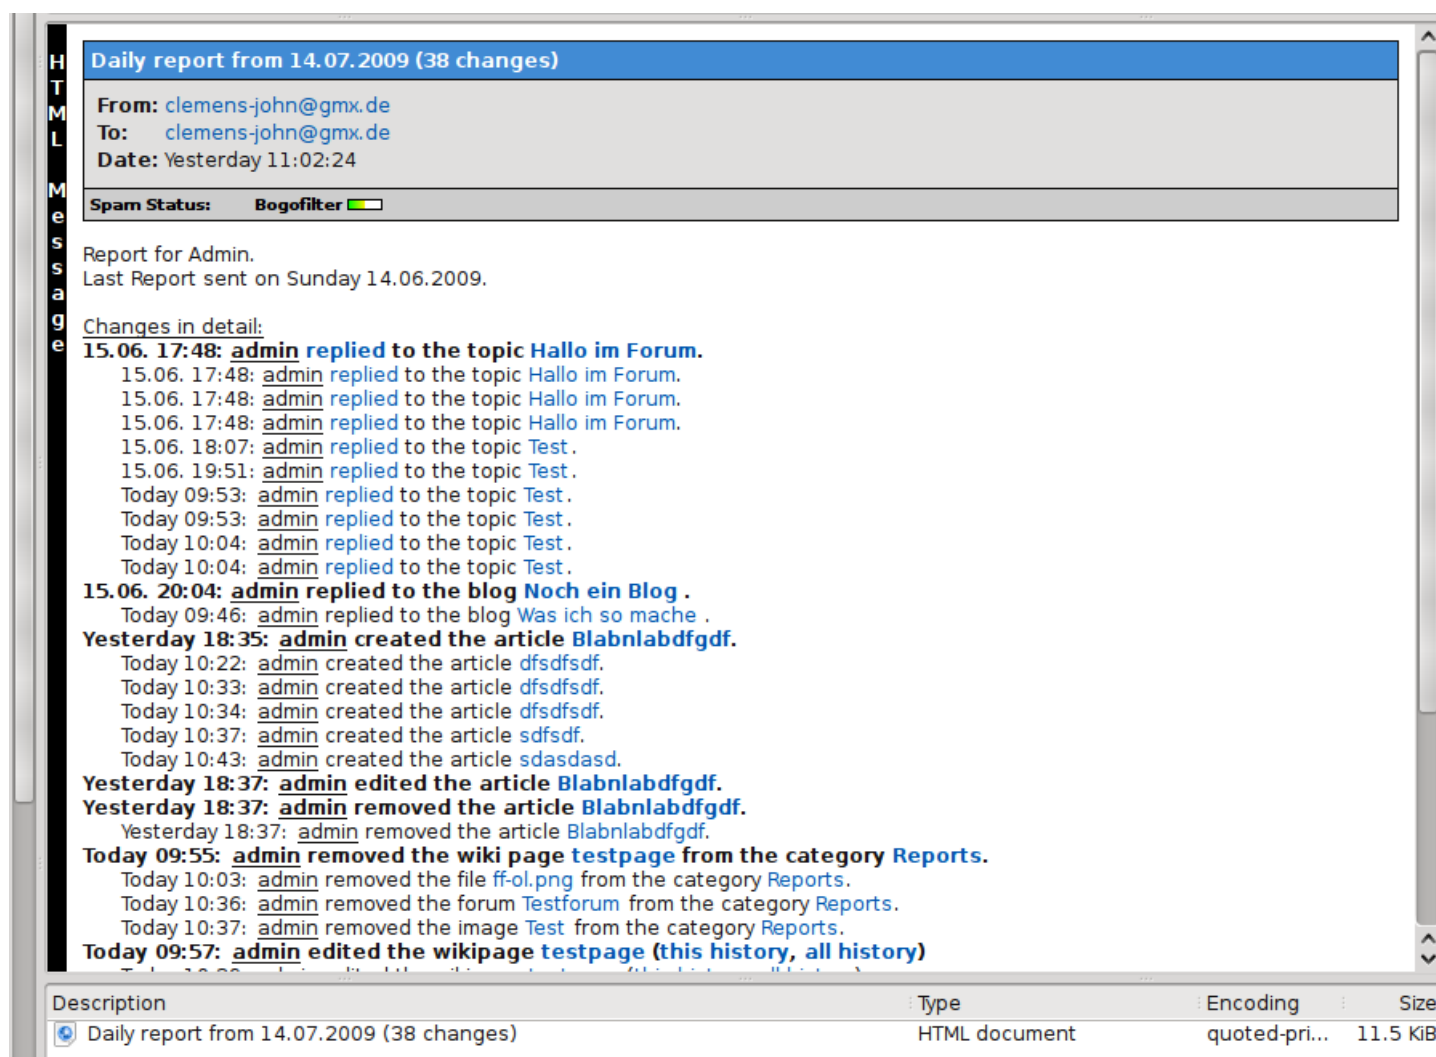 HTML Message
Daily report from 14.07.2009 (38 changes)
From: clemens-john@gmx.de
To: clemens-john@gmx.de
Date: Yesterday 11:02:24
Spam Status: Bogofilter
Report for Admin.
Last Report sent on Sunday 14.06.2009.
Changes in detail:
15.06. 17:48: admin replied to the topic Hallo im Forum.
15.06. 17:48: admin replied to the topic Hallo im Forum.
15.06. 17:48: admin replied to the topic Hallo im Forum.
15.06. 17:48: admin replied to the topic Hallo im Forum.
15.06. 18:07: admin replied to the topic Test.
15.06. 19:51: admin replied to the topic Test.
Today 09:53: admin replied to the topic Test.
Today 09:53: admin replied to the topic Test.
Today 10:04: admin replied to the topic Test.
Today 10:04: admin replied to the topic Test.
15.06. 20:04: admin replied to the blog Noch ein Blog .
Today 09:46: admin replied to the blog Was ich so mache .
Yesterday 18:35: admin created the article Blabnlabdfgdf.
Today 10:22: admin created the article dfsdfsdf.
Today 10:33: admin created the article dfsdfsdf.
Today 10:34: admin created the article dfsdfsdf.
Today 10:37: admin created the article sdfsdf.
Today 10:43: admin created the article sdasdasd.
Yesterday 18:37: admin edited the article Blabnlabdfgdf.
Yesterday 18:37: admin removed the article Blabnlabdfgdf.
Yesterday 18:37: admin removed the article Blabnlabdfgdf.
Today 09:55: admin removed the wiki page testpage from the category Reports.
Today 10:03: admin removed the file ff-ol.png from the category Reports.
Today 10:36: admin removed the forum Testforum from the category Reports.
Today 10:37: admin removed the image Test from the category Reports.
Today 09:57: admin edited the wikipage testpage (this history, all history)
Description Type Encoding Size
Daily report from 14.07.2009 (38 changes) HTML document quoted-pri... 11.5 KiB